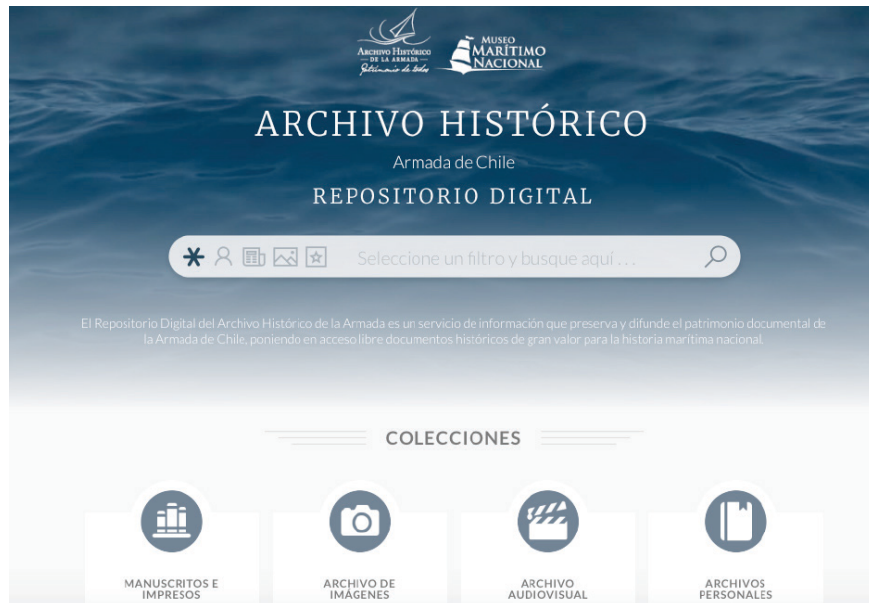 ARCHIVO HISTÓRICO
DE LA ARMADA
Patrimonio de todos
MUSEO
MARÍTIMO
NACIONAL
ARCHIVO HISTÓRICO
Armada de Chile
REPOSITORIO DIGITAL
Seleccione un filtro y busque aquí ...
El Repositorio Digital del Archivo Histórico de la Armada es un servicio de información que preserva y difunde el patrimonio documental de
la Armada de Chile, poniendo en acceso libre documentos históricos de gran valor para la historia marítima nacional.
COLECCIONES
MANUSCRITOS E
IMPRESOS
ARCHIVO DE
IMÁGENES
ARCHIVO
AUDIOVISUAL
ARCHIVOS
PERSONALES